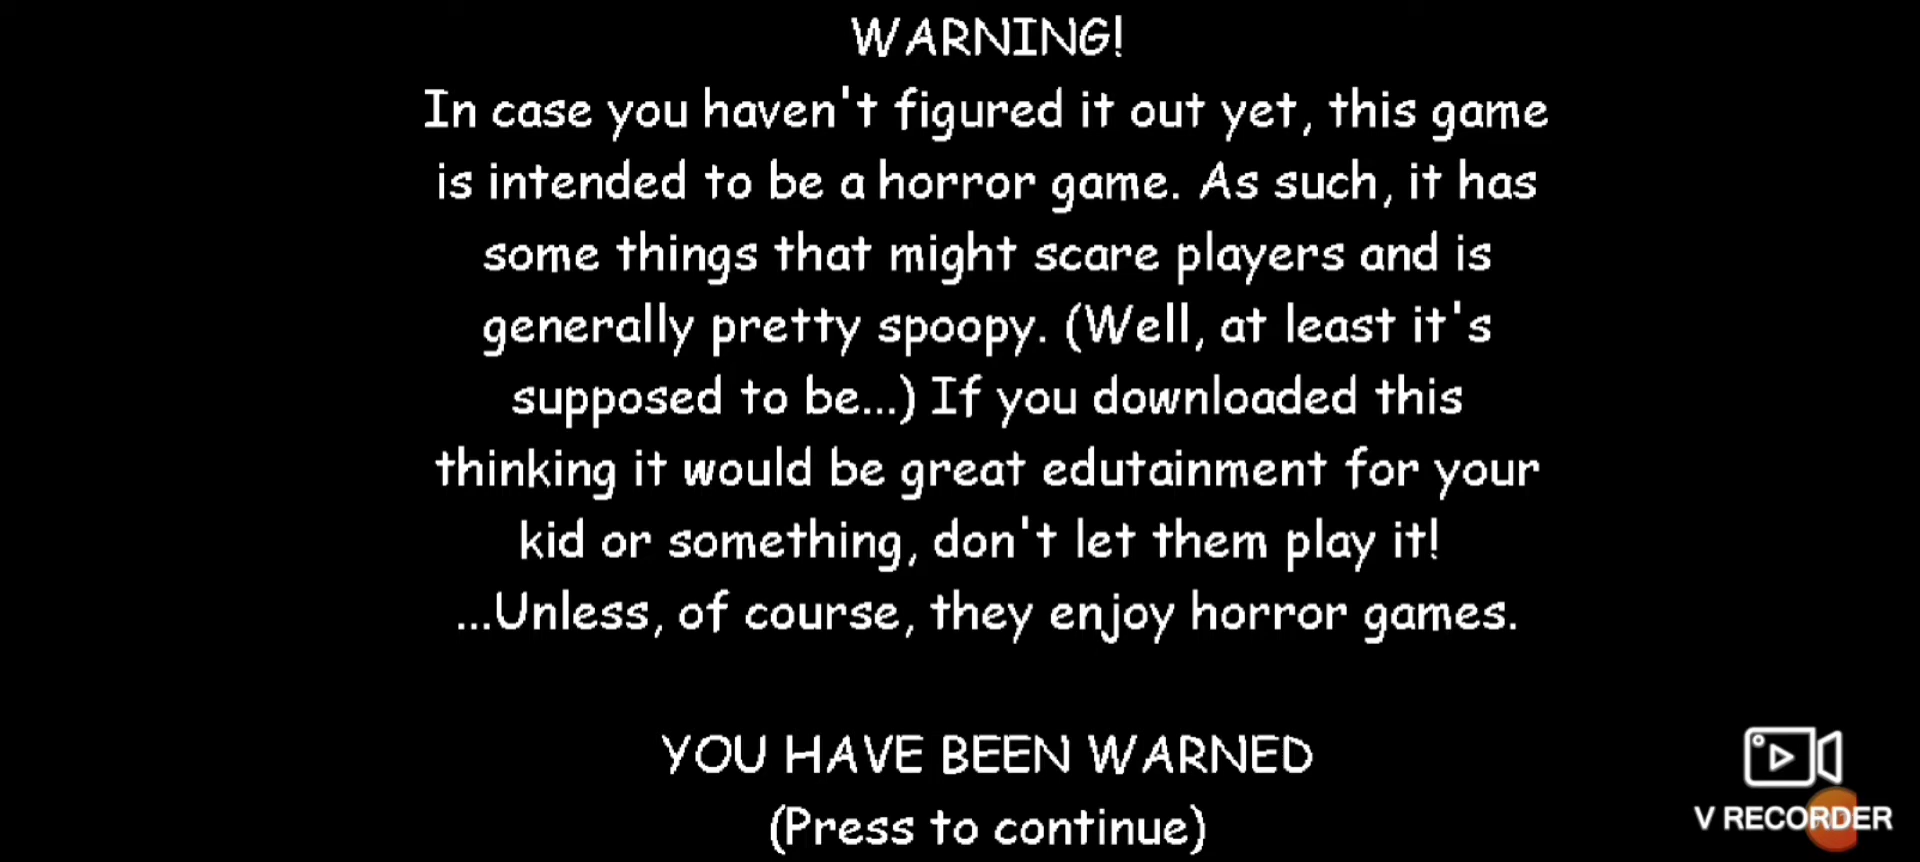 WARNING!
In case you haven't figured it out yet, this game
is intended to be a horror game. As such, it has
some things that might scare players and is
generally pretty spoopy. (Well, at least it's
supposed to be...) If you downloaded this
thinking it would be great edutainment for your
kid or something, don't let them play it!
...Unless, of course, they enjoy horror games.
YOU HAVE BEEN WARNED
(Press to continue)
V RECORDER